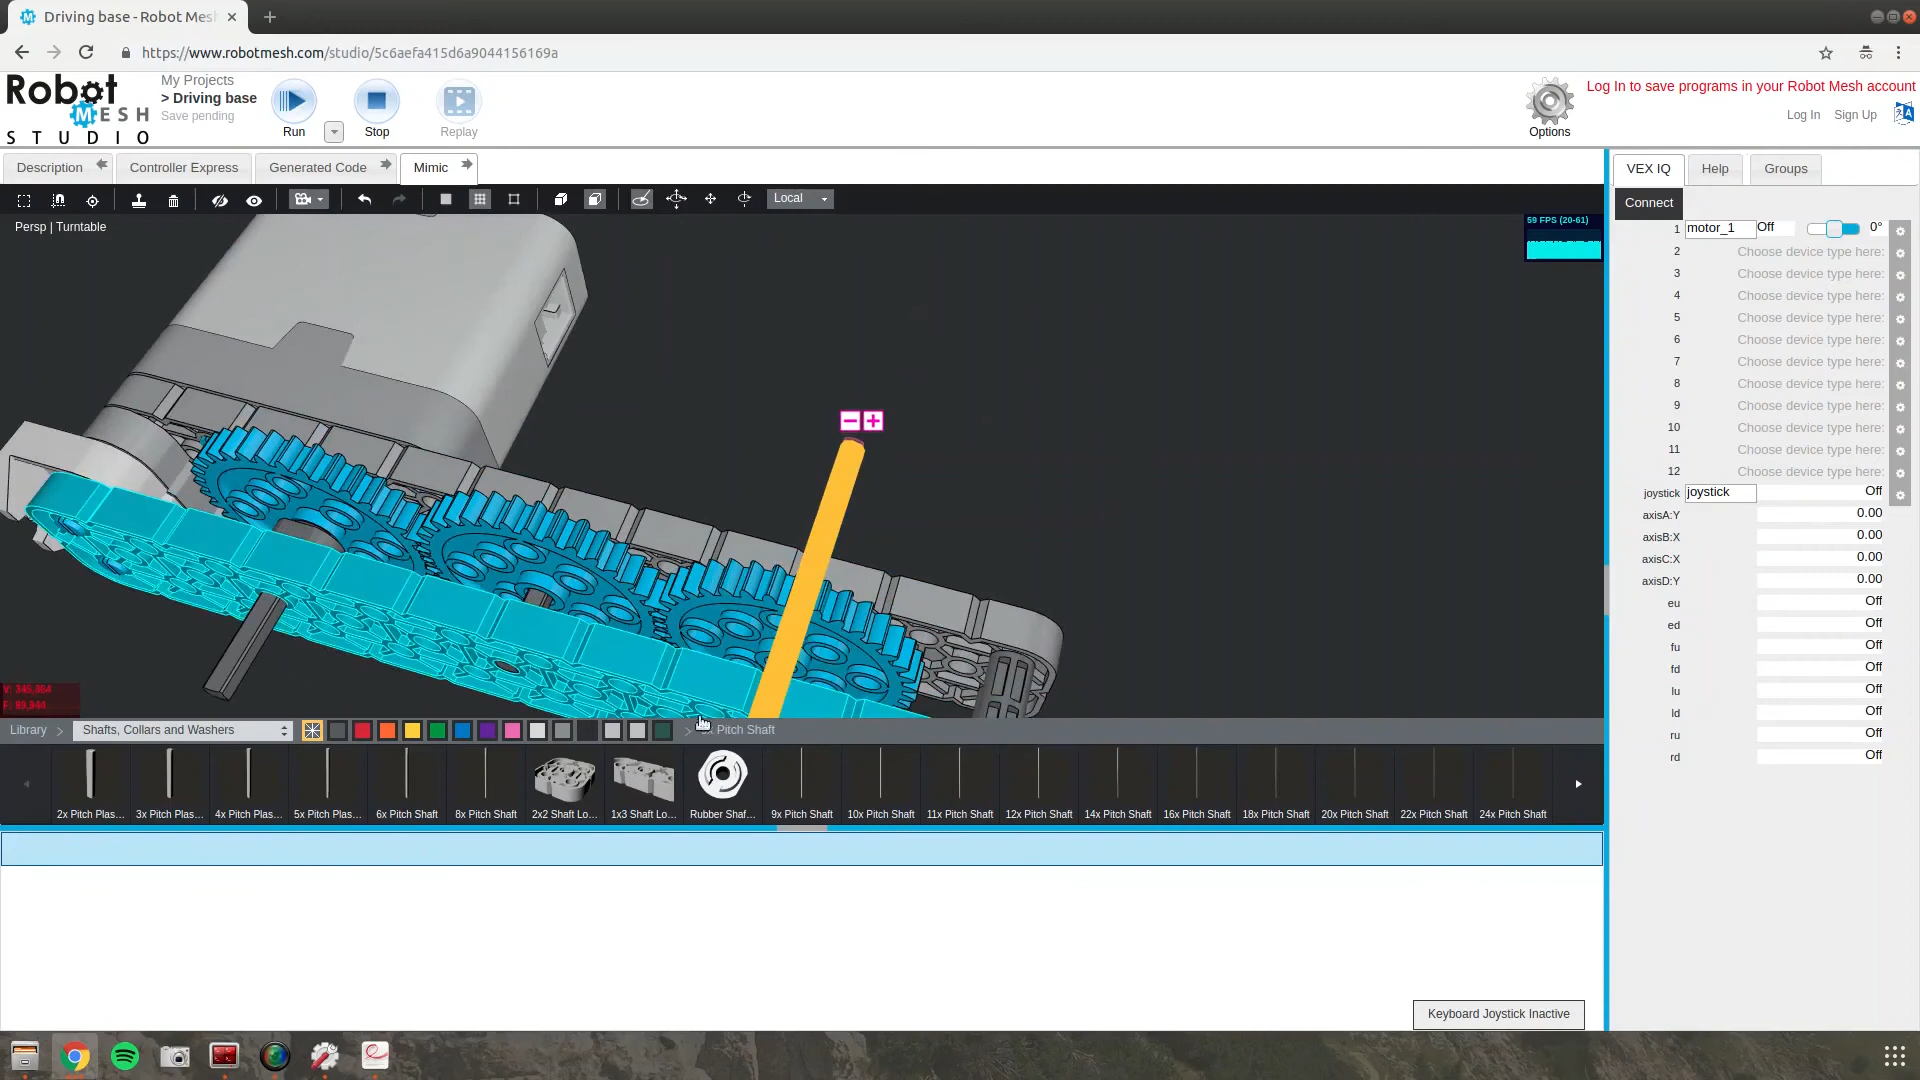 Driving base - Robot Mesh
https://www.robotmesh.com/studio/5c6aefa415d6a9044156169a
Robot
MESH
STUDIO
My Projects
> Driving base
Save pending
Run
Stop
Replay
Options
Log In to save programs in your Robot Mesh account
Log In
Sign Up
Description
Controller Express
Generated Code
Mimic
Local
Persp | Turntable
59 FPS (20-61)
Library > Shafts, Collars and Washers
Pitch Shaft
2x Pitch Plas...
3x Pitch Plas...
4x Pitch Plas...
5x Pitch Plas...
6x Pitch Shaft
8x Pitch Shaft
2x2 Shaft Lo...
1x3 Shaft Lo...
Rubber Shaf...
9x Pitch Shaft
10x Pitch Shaft
11x Pitch Shaft
12x Pitch Shaft
14x Pitch Shaft
16x Pitch Shaft
18x Pitch Shaft
20x Pitch Shaft
22x Pitch Shaft
24x Pitch Shaft
Keyboard Joystick Inactive
VEX IQ
Help
Groups
Connect
1 motor_1 Off 0°
2 Choose device type here:
3 Choose device type here:
4 Choose device type here:
5 Choose device type here:
6 Choose device type here:
7 Choose device type here:
8 Choose device type here:
9 Choose device type here:
10 Choose device type here:
11 Choose device type here:
12 Choose device type here:
joystick joystick Off
axisA:Y 0.00
axisB:X 0.00
axisC:X 0.00
axisD:Y 0.00
eu Off
ed Off
fu Off
fd Off
lu Off
ld Off
ru Off
rd Off